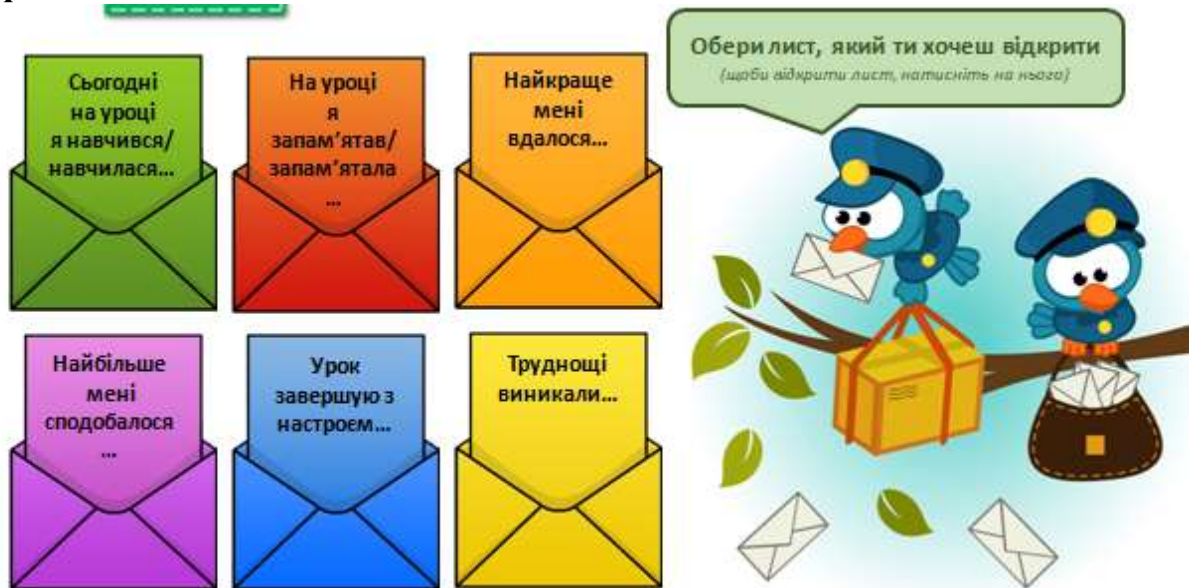 Сьогодні
на уроці
я навчився/
навчилася...
На уроці
я
запам’ятав/
запам’ятала
...
Найкраще
мені
вдалося...
Обери лист, який ти хочеш відкрити
(щоби відкрити лист, натисніть на нього)
Найбільше
мені
сподобалося
...
Урок
завершую з
настроєм...
Труднощі
виникали...